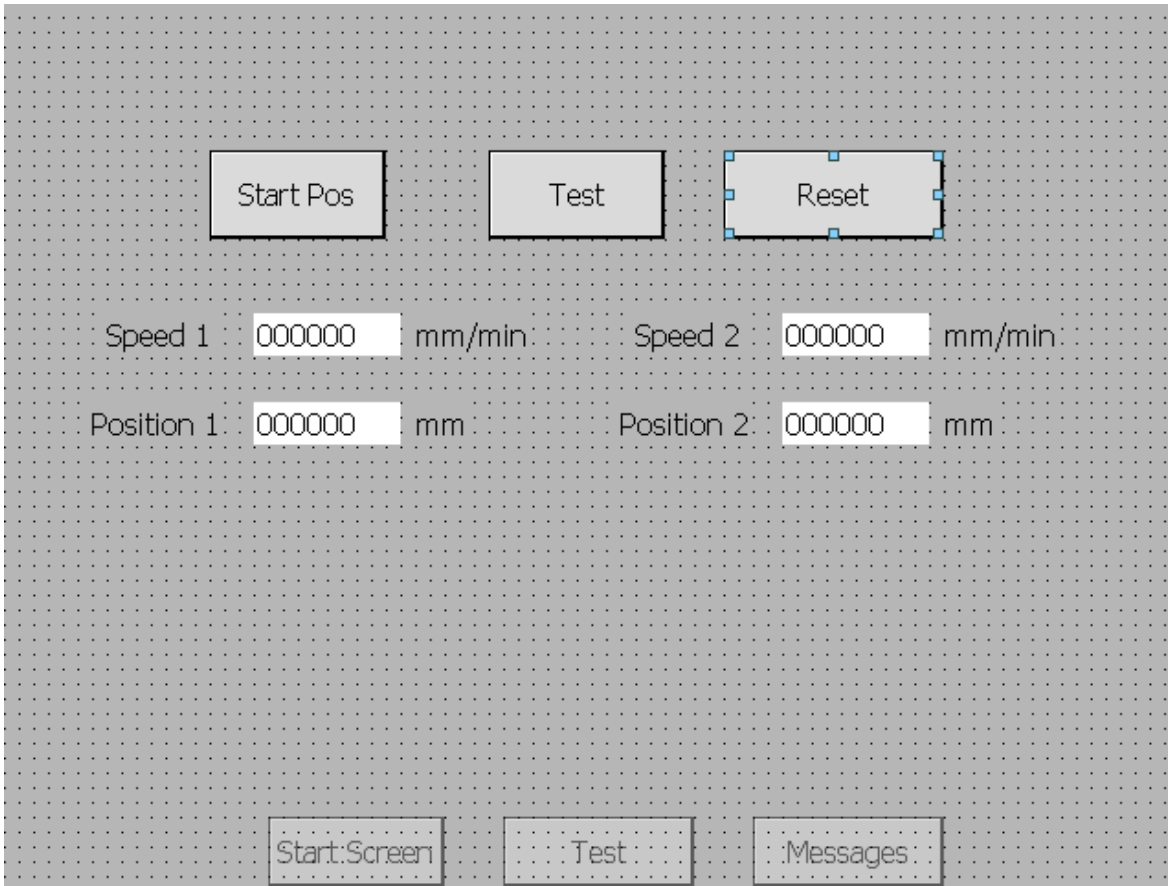 Start Pos Test Reset
Speed 1 000000 mm/min Speed 2 000000 mm/min
Position 1 000000 mm Position 2 000000 mm
Start Screen Test Messages